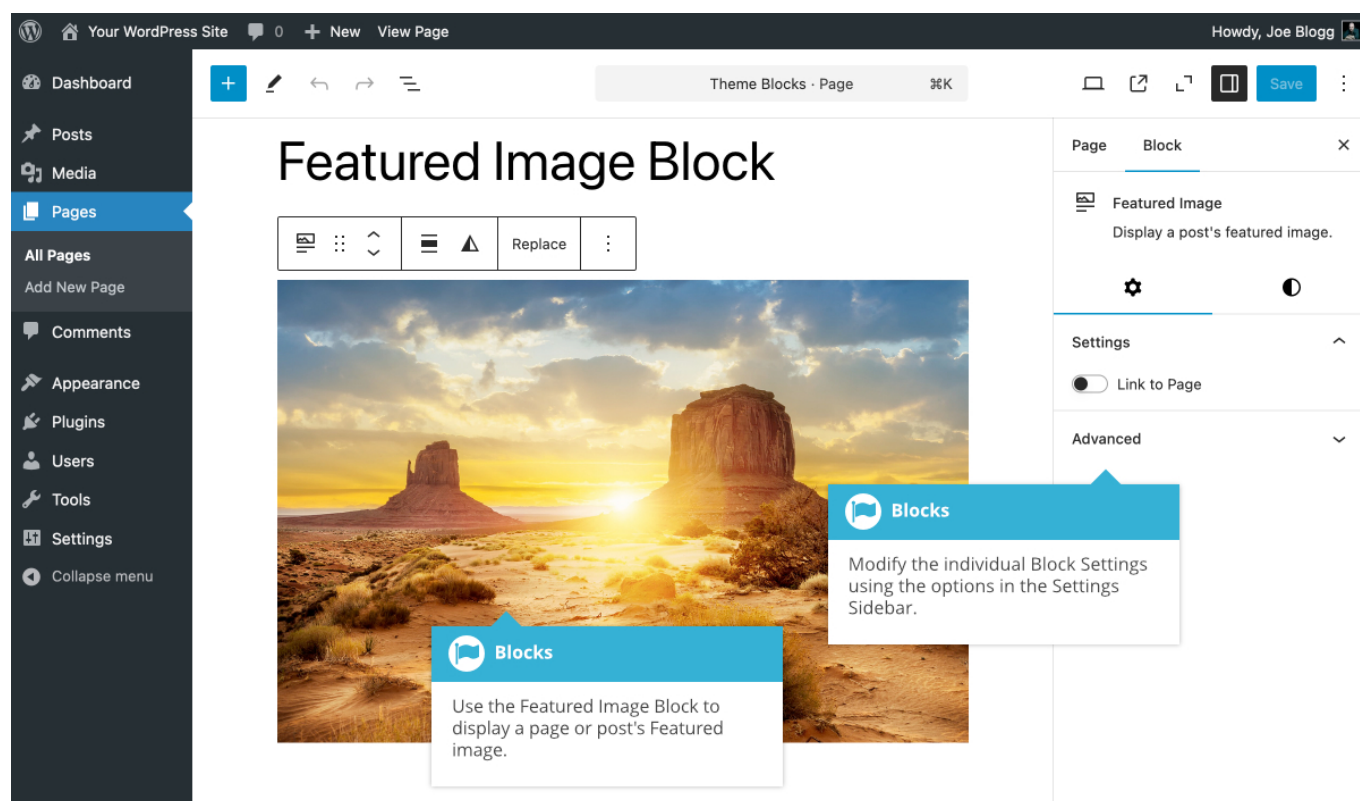 Your WordPress Site 0 New View Page Howdy, Joe Blogg
Dashboard
Posts
Media
Pages
All Pages
Add New Page
Comments
Appearance
Plugins
Users
Tools
Settings
Collapse menu
Theme Blocks · Page ⌘K
Save
Featured Image Block
Replace
Page Block
Featured Image
Display a post's featured image.
Settings
Link to Page
Advanced
Blocks
Modify the individual Block Settings
using the options in the Settings
Sidebar.
Blocks
Use the Featured Image Block to
display a page or post's Featured
image.